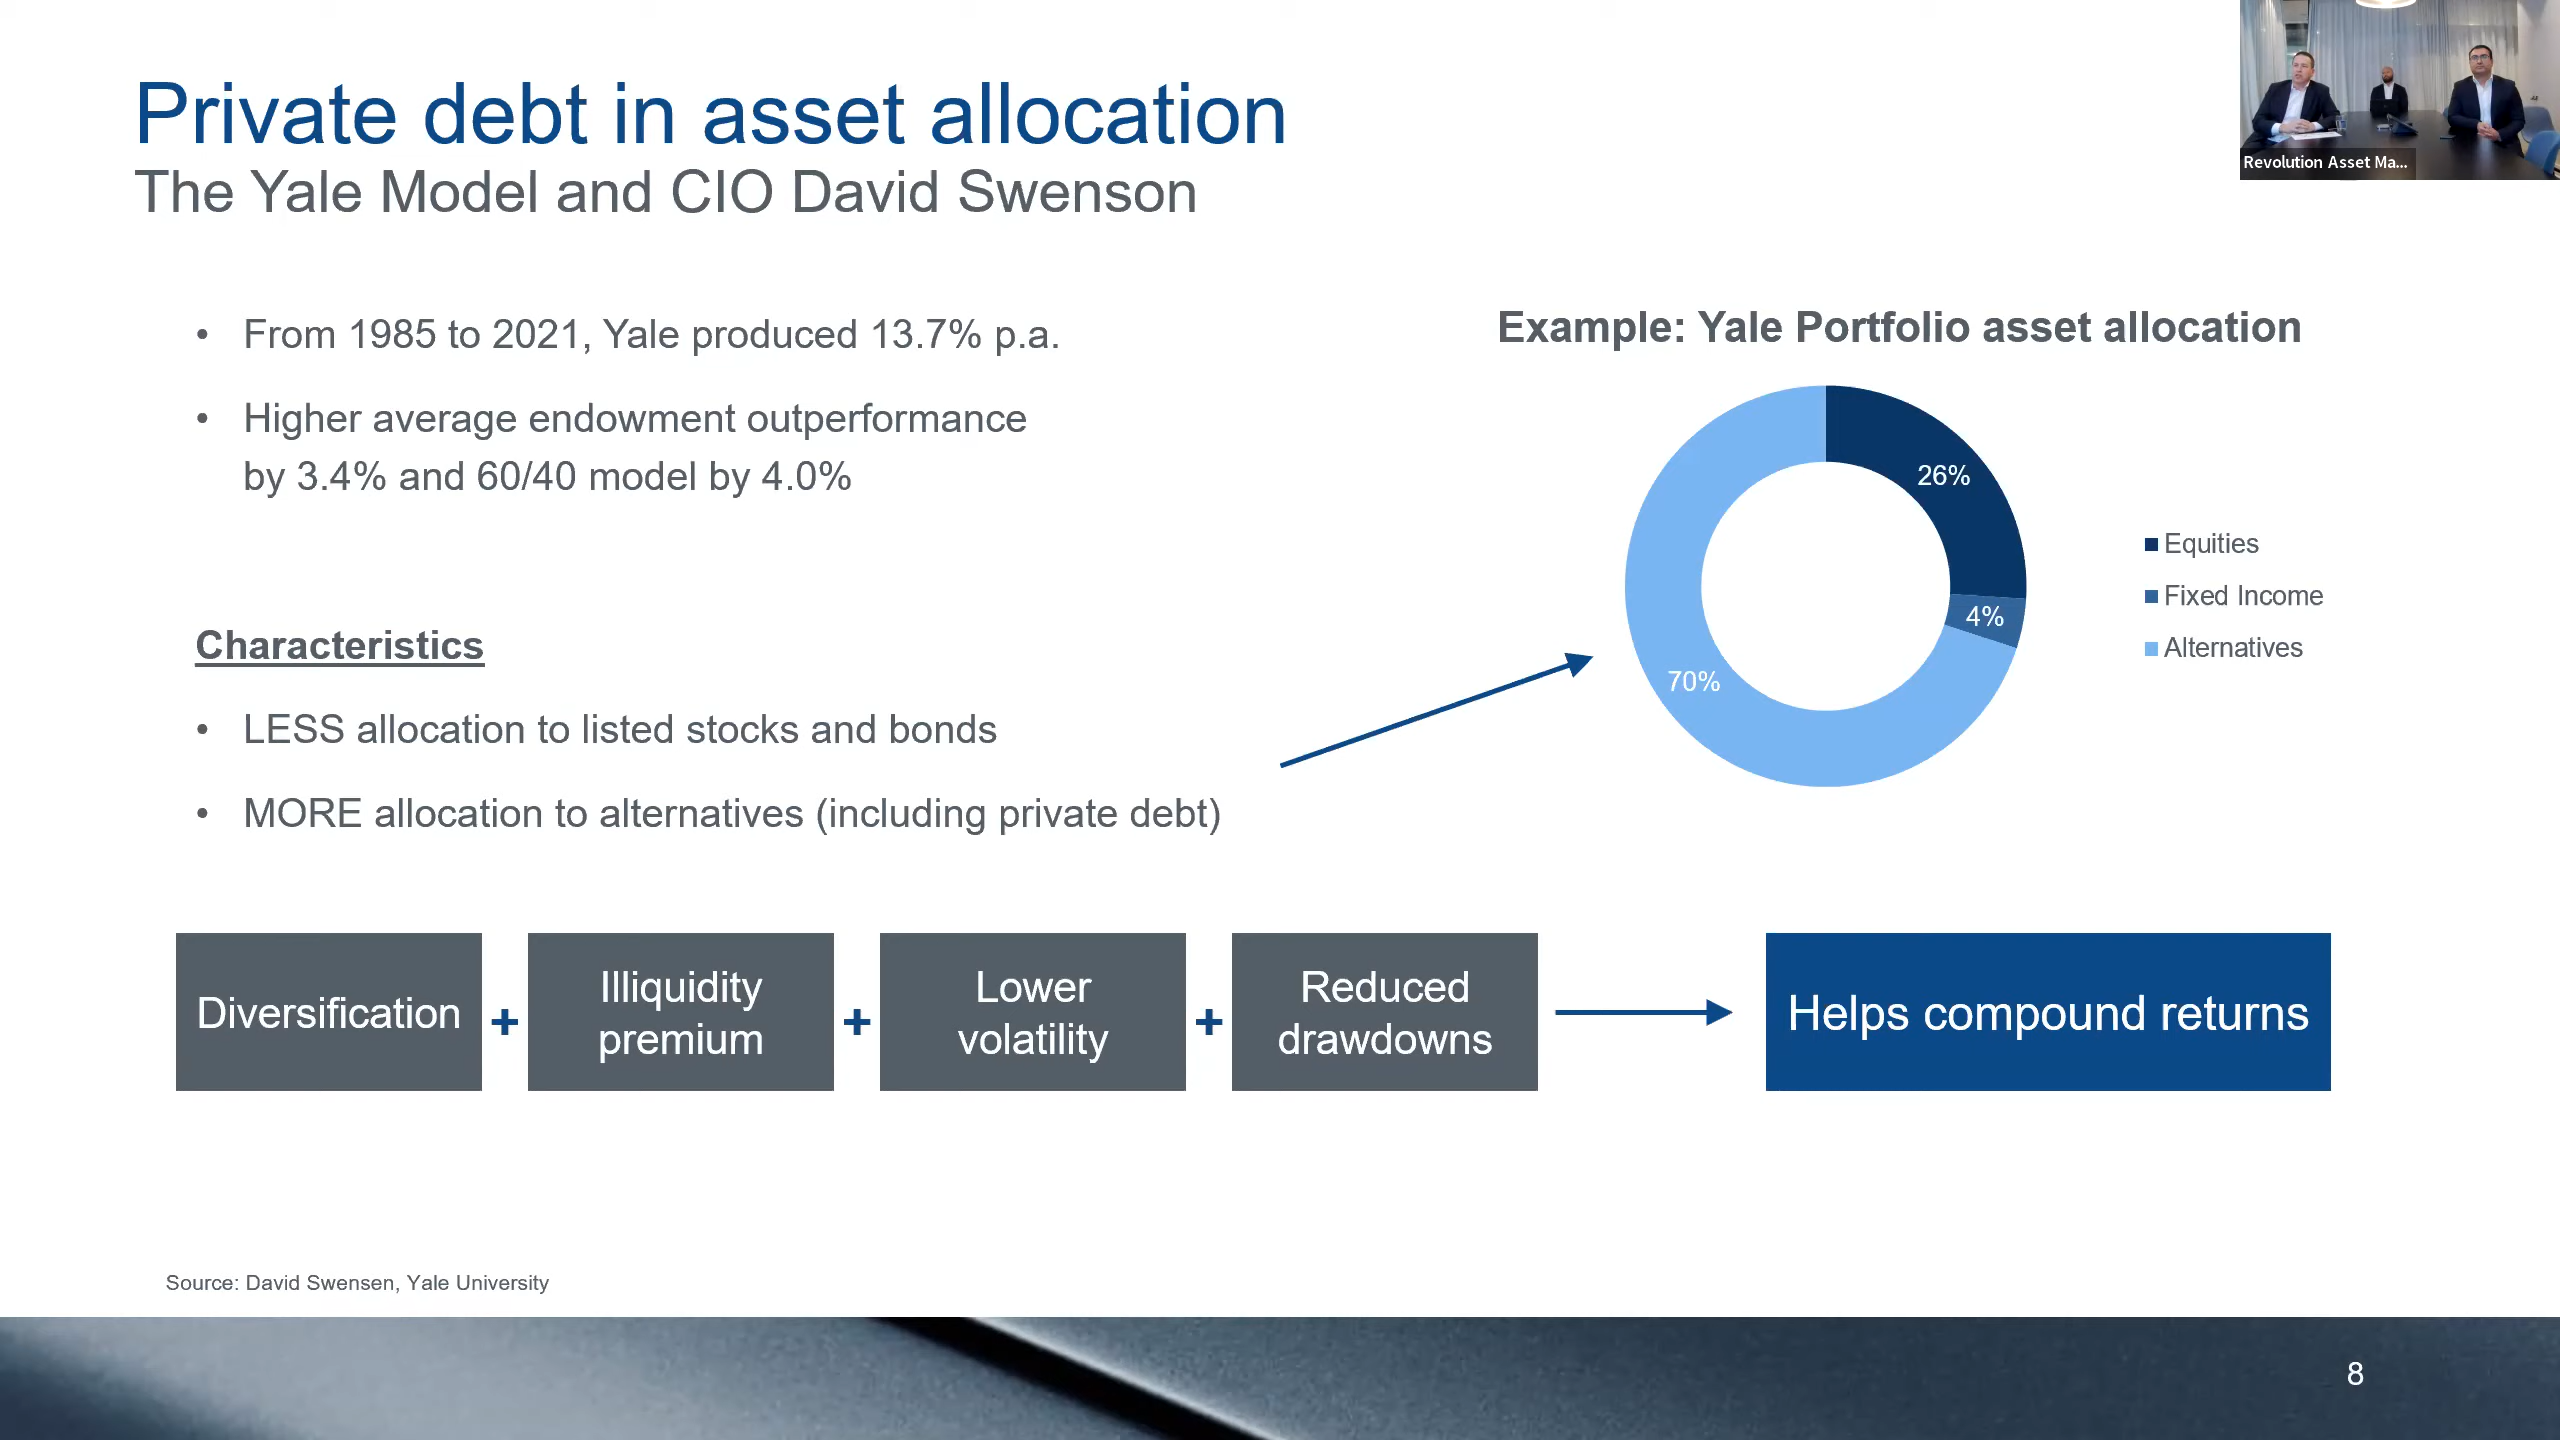 Private debt in asset allocation
The Yale Model and CIO David Swenson
Revolution Asset Ma...
• From 1985 to 2021, Yale produced 13.7% p.a.
• Higher average endowment outperformance
by 3.4% and 60/40 model by 4.0%
Characteristics
• LESS allocation to listed stocks and bonds
• MORE allocation to alternatives (including private debt)
Example: Yale Portfolio asset allocation
26%
4%
70%
Equities
Fixed Income
Alternatives
Diversification
+
Illiquidity
premium
+
Lower
volatility
+
Reduced
drawdowns
Helps compound returns
Source: David Swensen, Yale University
8